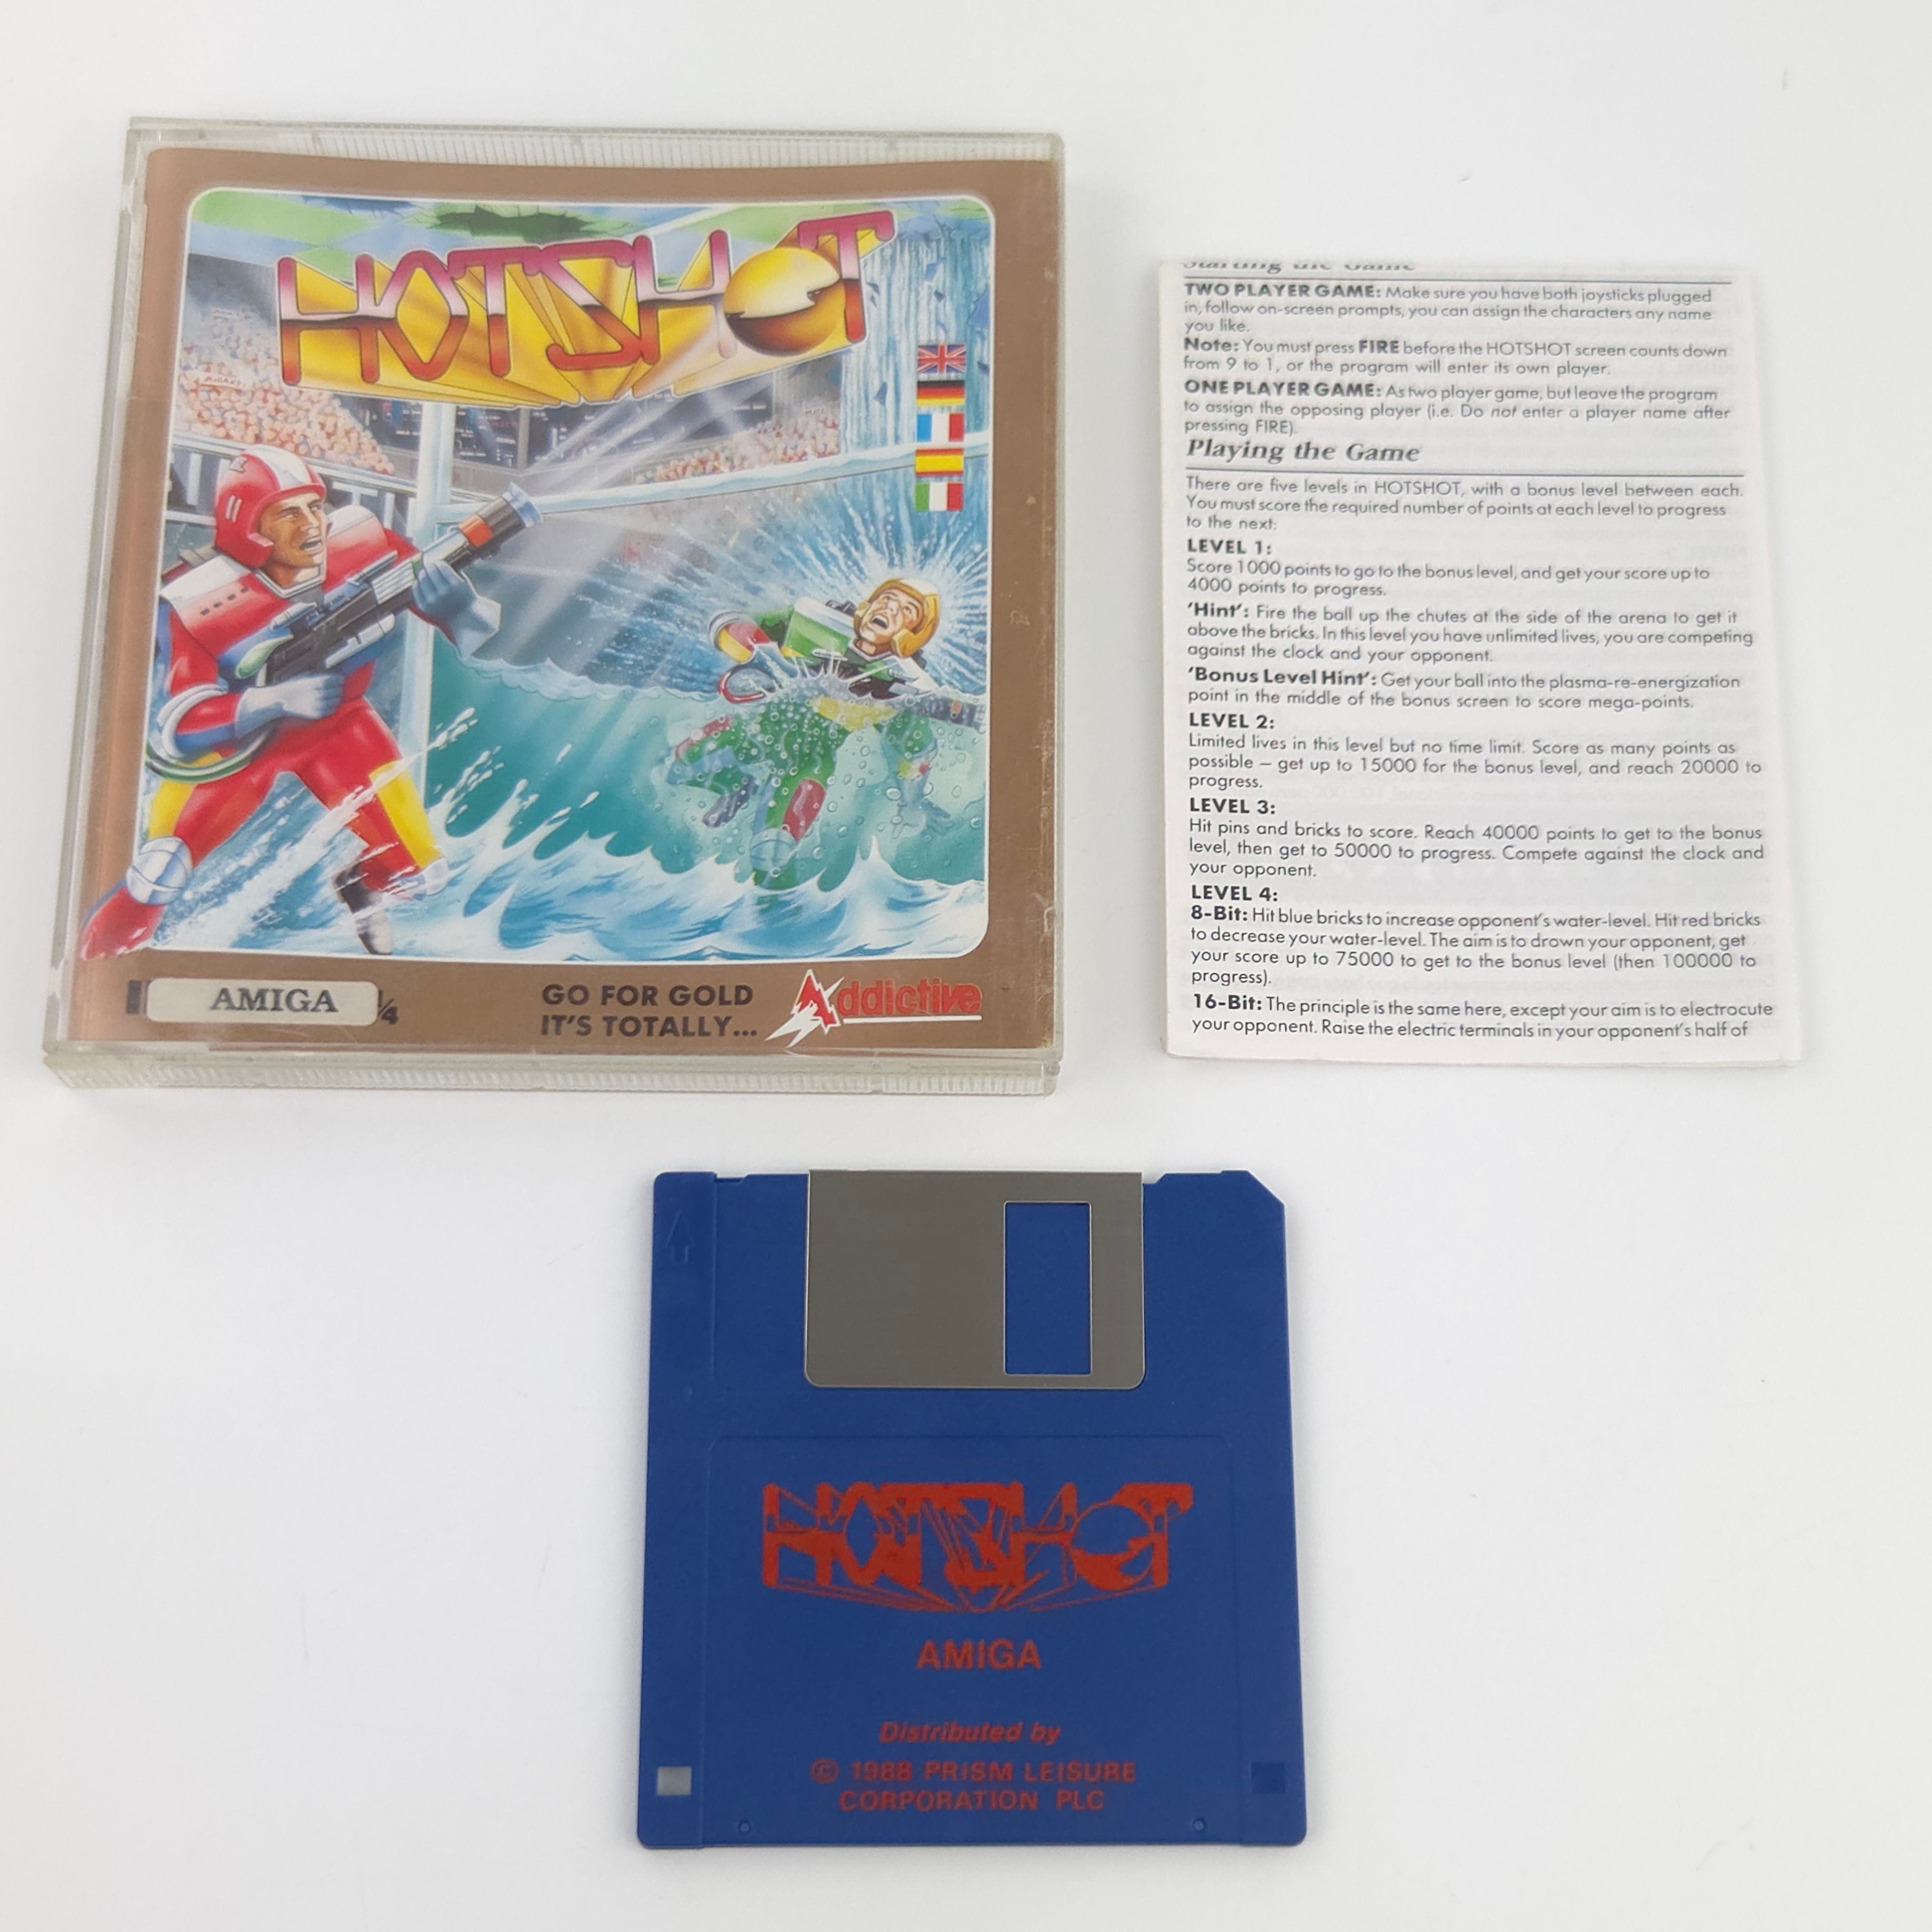 HOTSHOT
AMIGA
GO FOR GOLD
IT'S TOTALLY...
Addictive
Starting the Game
TWO PLAYER GAME: Make sure you have both joysticks plugged
in, follow on-screen prompts, you can assign the characters any name
you like.
Note: You must press FIRE before the HOTSHOT screen counts down
from 9 to 1, or the program will enter its own player.
ONE PLAYER GAME: As two player game, but leave the program
to assign the opposing player (i.e. Do not enter a player name after
pressing FIRE).
Playing the Game
There are five levels in HOTSHOT, with a bonus level between each.
You must score the required number of points at each level to progress
to the next:
LEVEL 1:
Score 1000 points to go to the bonus level, and get your score up to
4000 points to progress.
'Hint': Fire the ball up the chutes at the side of the arena to get it
above the bricks. In this level you have unlimited lives, you are competing
against the clock and your opponent.
'Bonus Level Hint': Get your ball into the plasma-re-energization
point in the middle of the bonus screen to score mega-points.
LEVEL 2:
Limited lives in this level but no time limit. Score as many points as
possible – get up to 15000 for the bonus level, and reach 20000 to
progress.
LEVEL 3:
Hit pins and bricks to score. Reach 40000 points to get to the bonus
level, then get to 50000 to progress. Compete against the clock and
your opponent.
LEVEL 4:
8-Bit: Hit blue bricks to increase opponent's water-level. Hit red bricks
to decrease your water-level. The aim is to drown your opponent, get
your score up to 75000 to get to the bonus level (then 100000 to
progress).
16-Bit: The principle is the same here, except your aim is to electrocute
your opponent. Raise the electric terminals in your opponent's half of
HOTSHOT
AMIGA
Distributed by
© 1988 PRISM LEISURE
CORPORATION PLC